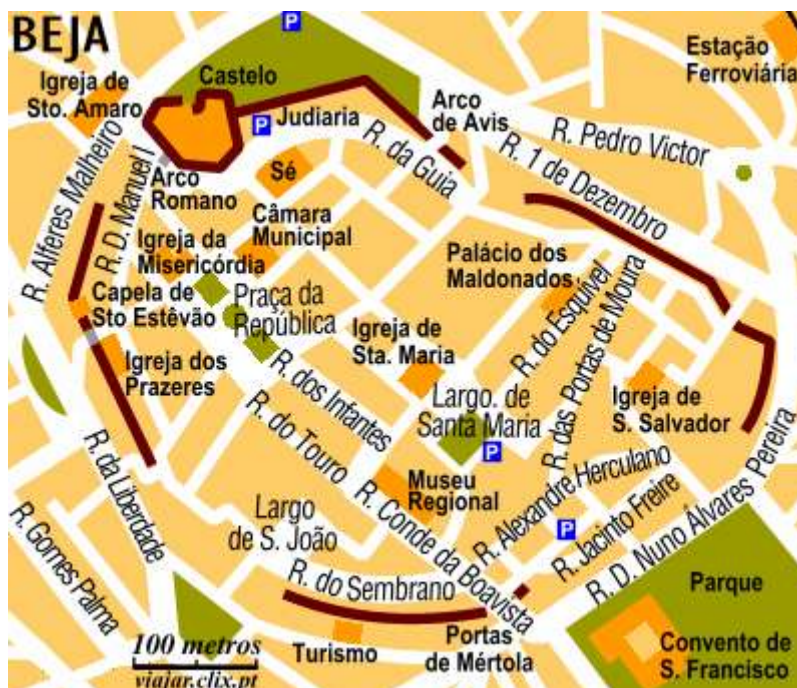 BEJA
P
Estação
Ferroviária
Igreja de
Sto. Amaro
Castelo
P
Judiaria
Arco
de Avis
R. Pedro Victor
R. da Guia
R. 1 de Dezembro
R. Alferes Malheiro
R. D. Manuel I
Arco
Romano
Sé
Câmara
Municipal
Igreja da
Misericórdia
Palácio dos
Maldonados
Capela de
Sto Estêvão
Praça da
República
Igreja de
Sta. Maria
R. do Esquível
R. das Portas de Moura
Igreja dos
Prazeres
R. dos Infantes
R. do Touro
Largo. de
Santa Maria
P
Igreja de
S. Salvador
R. da Liberdade
R. Gomes Palma
Largo
de S. João
Museu
Regional
R. Conde da Boavista
R. Alexandre Herculano
P
R. Jacinto Freire
R. D. Nuno Álvares Pereira
R. do Sembrano
Parque
Turismo
Portas
de Mértola
Convento de
S. Francisco
100 metros
viajar.clix.pt